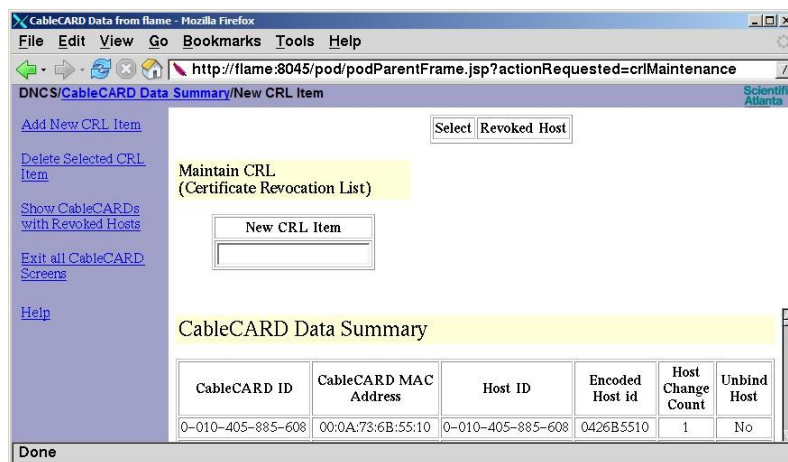 CableCARD Data from flame - Mozilla Firefox
File Edit View Go Bookmarks Tools Help
http://flame:8045/pod/podParentFrame.jsp?actionRequested=crlMaintenance
DNCS/CableCARD Data Summary/New CRL Item
Scientific
Atlanta
Add New CRL Item
Delete Selected CRL
Item
Show CableCARDs
with Revoked Hosts
Exit all CableCARD
Screens
Help
Select Revoked Host
Maintain CRL
(Certificate Revocation List)
New CRL Item
CableCARD Data Summary
CableCARD ID CableCARD MAC Address Host ID Encoded Host id Host Change Count Unbind Host
0-010-405-885-608 00:0A:73:6B:55:10 0-010-405-885-608 0426B5510 1 No
Done